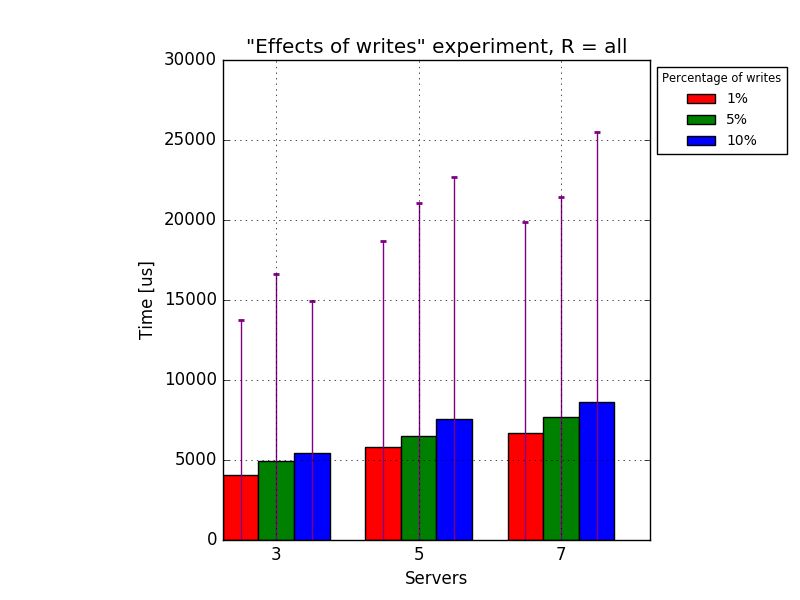 "Effects of writes" experiment, R = all
30000
25000
20000
15000
10000
5000
0
Time [us]
3 5 7
Servers
Percentage of writes
1%
5%
10%